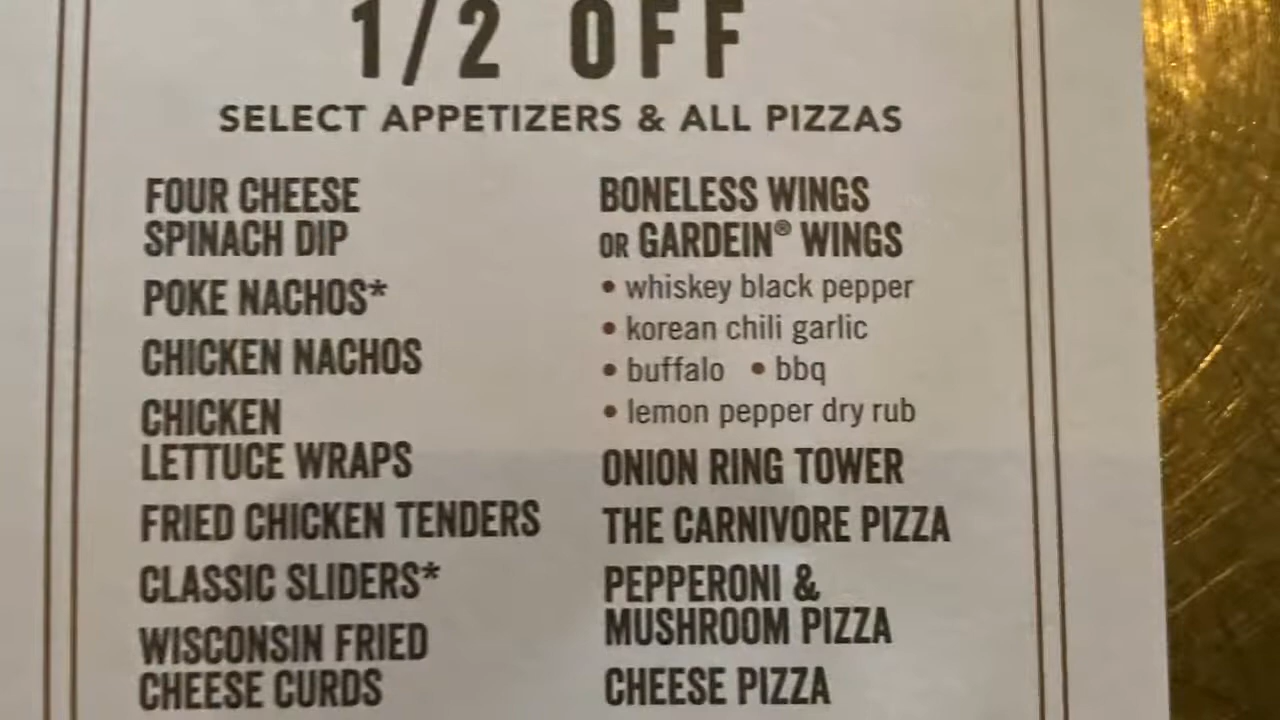 1/2 OFF
SELECT APPETIZERS & ALL PIZZAS
FOUR CHEESE
SPINACH DIP
POKE NACHOS*
CHICKEN NACHOS
CHICKEN
LETTUCE WRAPS
FRIED CHICKEN TENDERS
CLASSIC SLIDERS*
WISCONSIN FRIED
CHEESE CURDS
BONELESS WINGS
OR GARDEIN® WINGS
• whiskey black pepper
• korean chili garlic
• buffalo • bbq
• lemon pepper dry rub
ONION RING TOWER
THE CARNIVORE PIZZA
PEPPERONI &
MUSHROOM PIZZA
CHEESE PIZZA